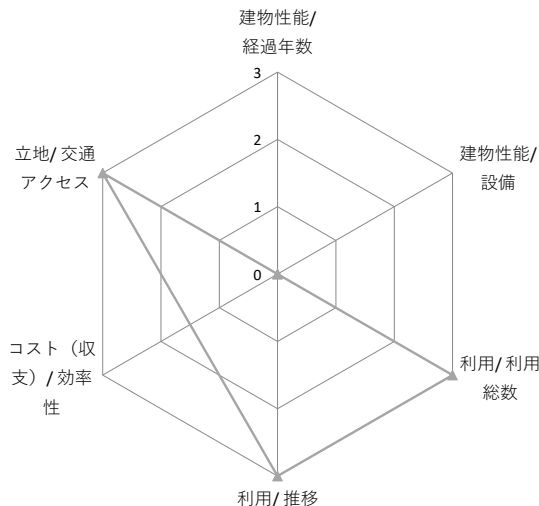 建物性能/
経過年数
3
2
1
0
建物性能/
設備
利用/ 利用
総数
利用/ 推移
コスト（収
支）/ 効率
性
立地/ 交通
アクセス